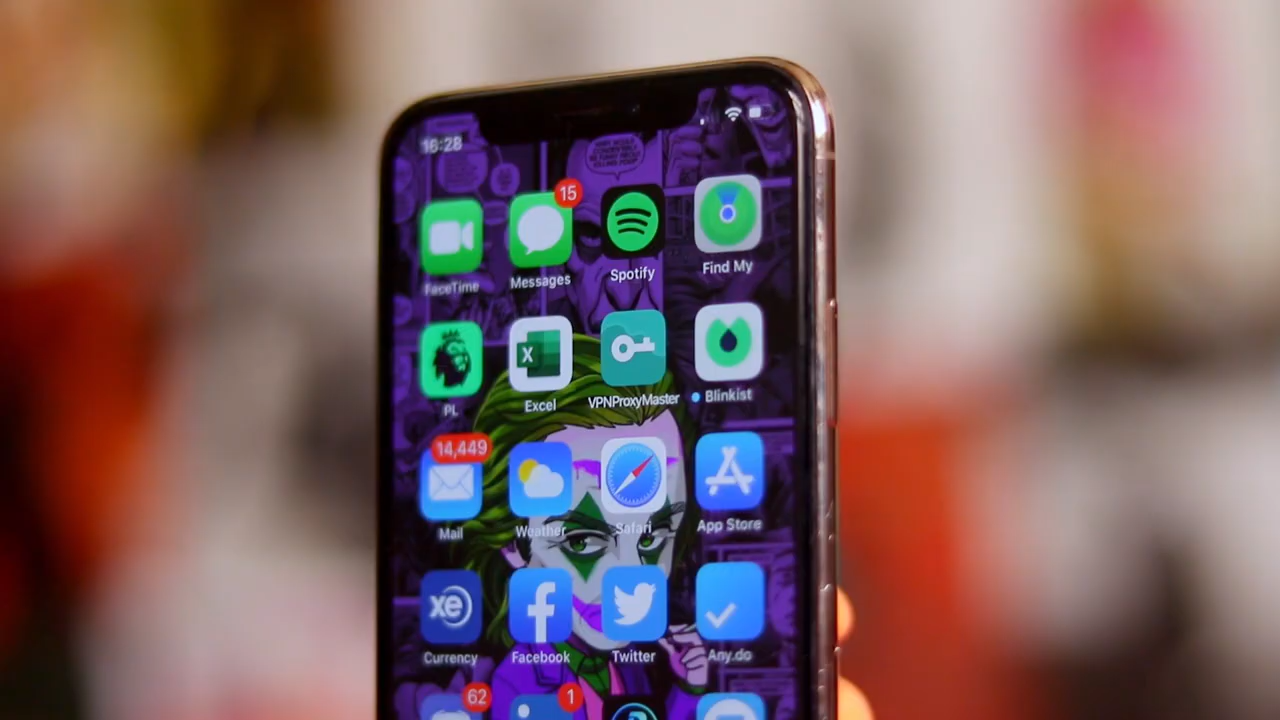 16:28
15
FaceTime
Messages
Spotify
Find My
PL
X
Excel
VPNProxyMaster
Blinkist
14,449
Mail
Weather
Safari
App Store
xe
Currency
Facebook
Twitter
Any.do
62
1